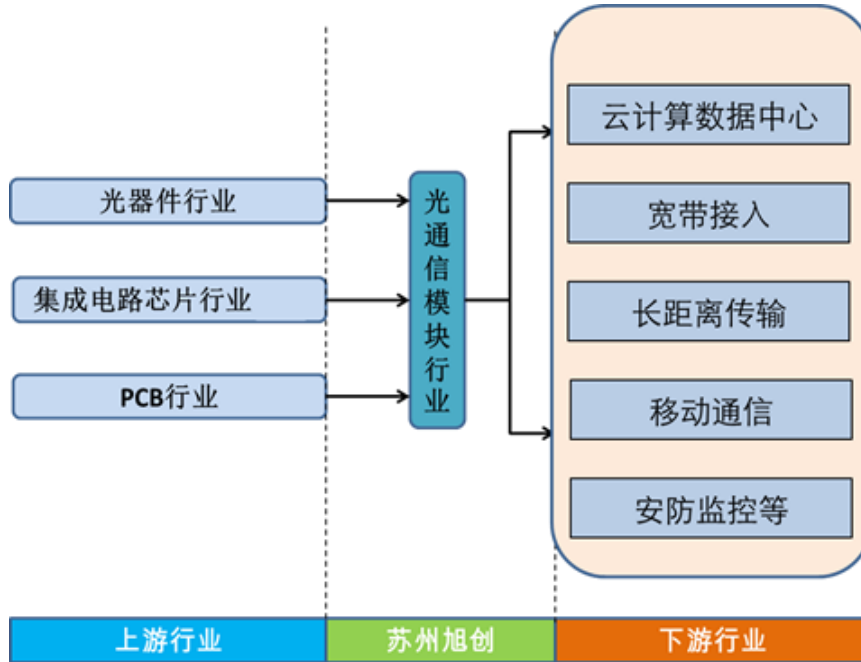 光器件行业
集成电路芯片行业
PCB行业
光通信模块行业
云计算数据中心
宽带接入
长距离传输
移动通信
安防监控等
上游行业
苏州旭创
下游行业